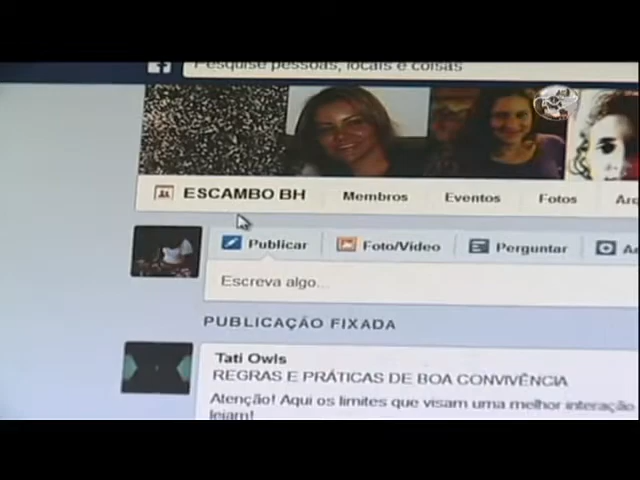 Pesquise pessoas, locais e coisas
ESCAMBO BH Membros Eventos Fotos
Publicar Foto/Vídeo Perguntar
Escreva algo...
PUBLICAÇÃO FIXADA
Tati Owls
REGRAS E PRÁTICAS DE BOA CONVIVÊNCIA
Atenção! Aqui os limites que visam uma melhor interação
leiam!